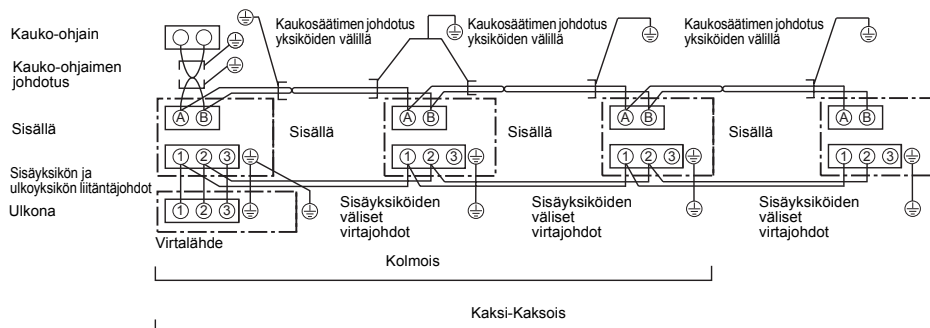 Kauko-ohjain
Kauko-ohjaimen
johdotus
Kaukosäätimen johdotus
yksiköiden välillä
Kaukosäätimen johdotus
yksiköiden välillä
Kaukosäätimen johdotus
yksiköiden välillä
Sisällä
A B
Sisällä
A B
Sisällä
A B
Sisällä
A B
1 2 3
1 2 3
1 2 3
1 2 3
Sisäyksikön ja
ulkoyksikön liitäntäjohdot
Ulkona
1 2 3
Virtalähde
Sisäyksiköiden
väliset
virtajohdot
Sisäyksiköiden
väliset
virtajohdot
Sisäyksiköiden
väliset
virtajohdot
Kolmois
Kaksi-Kaksois